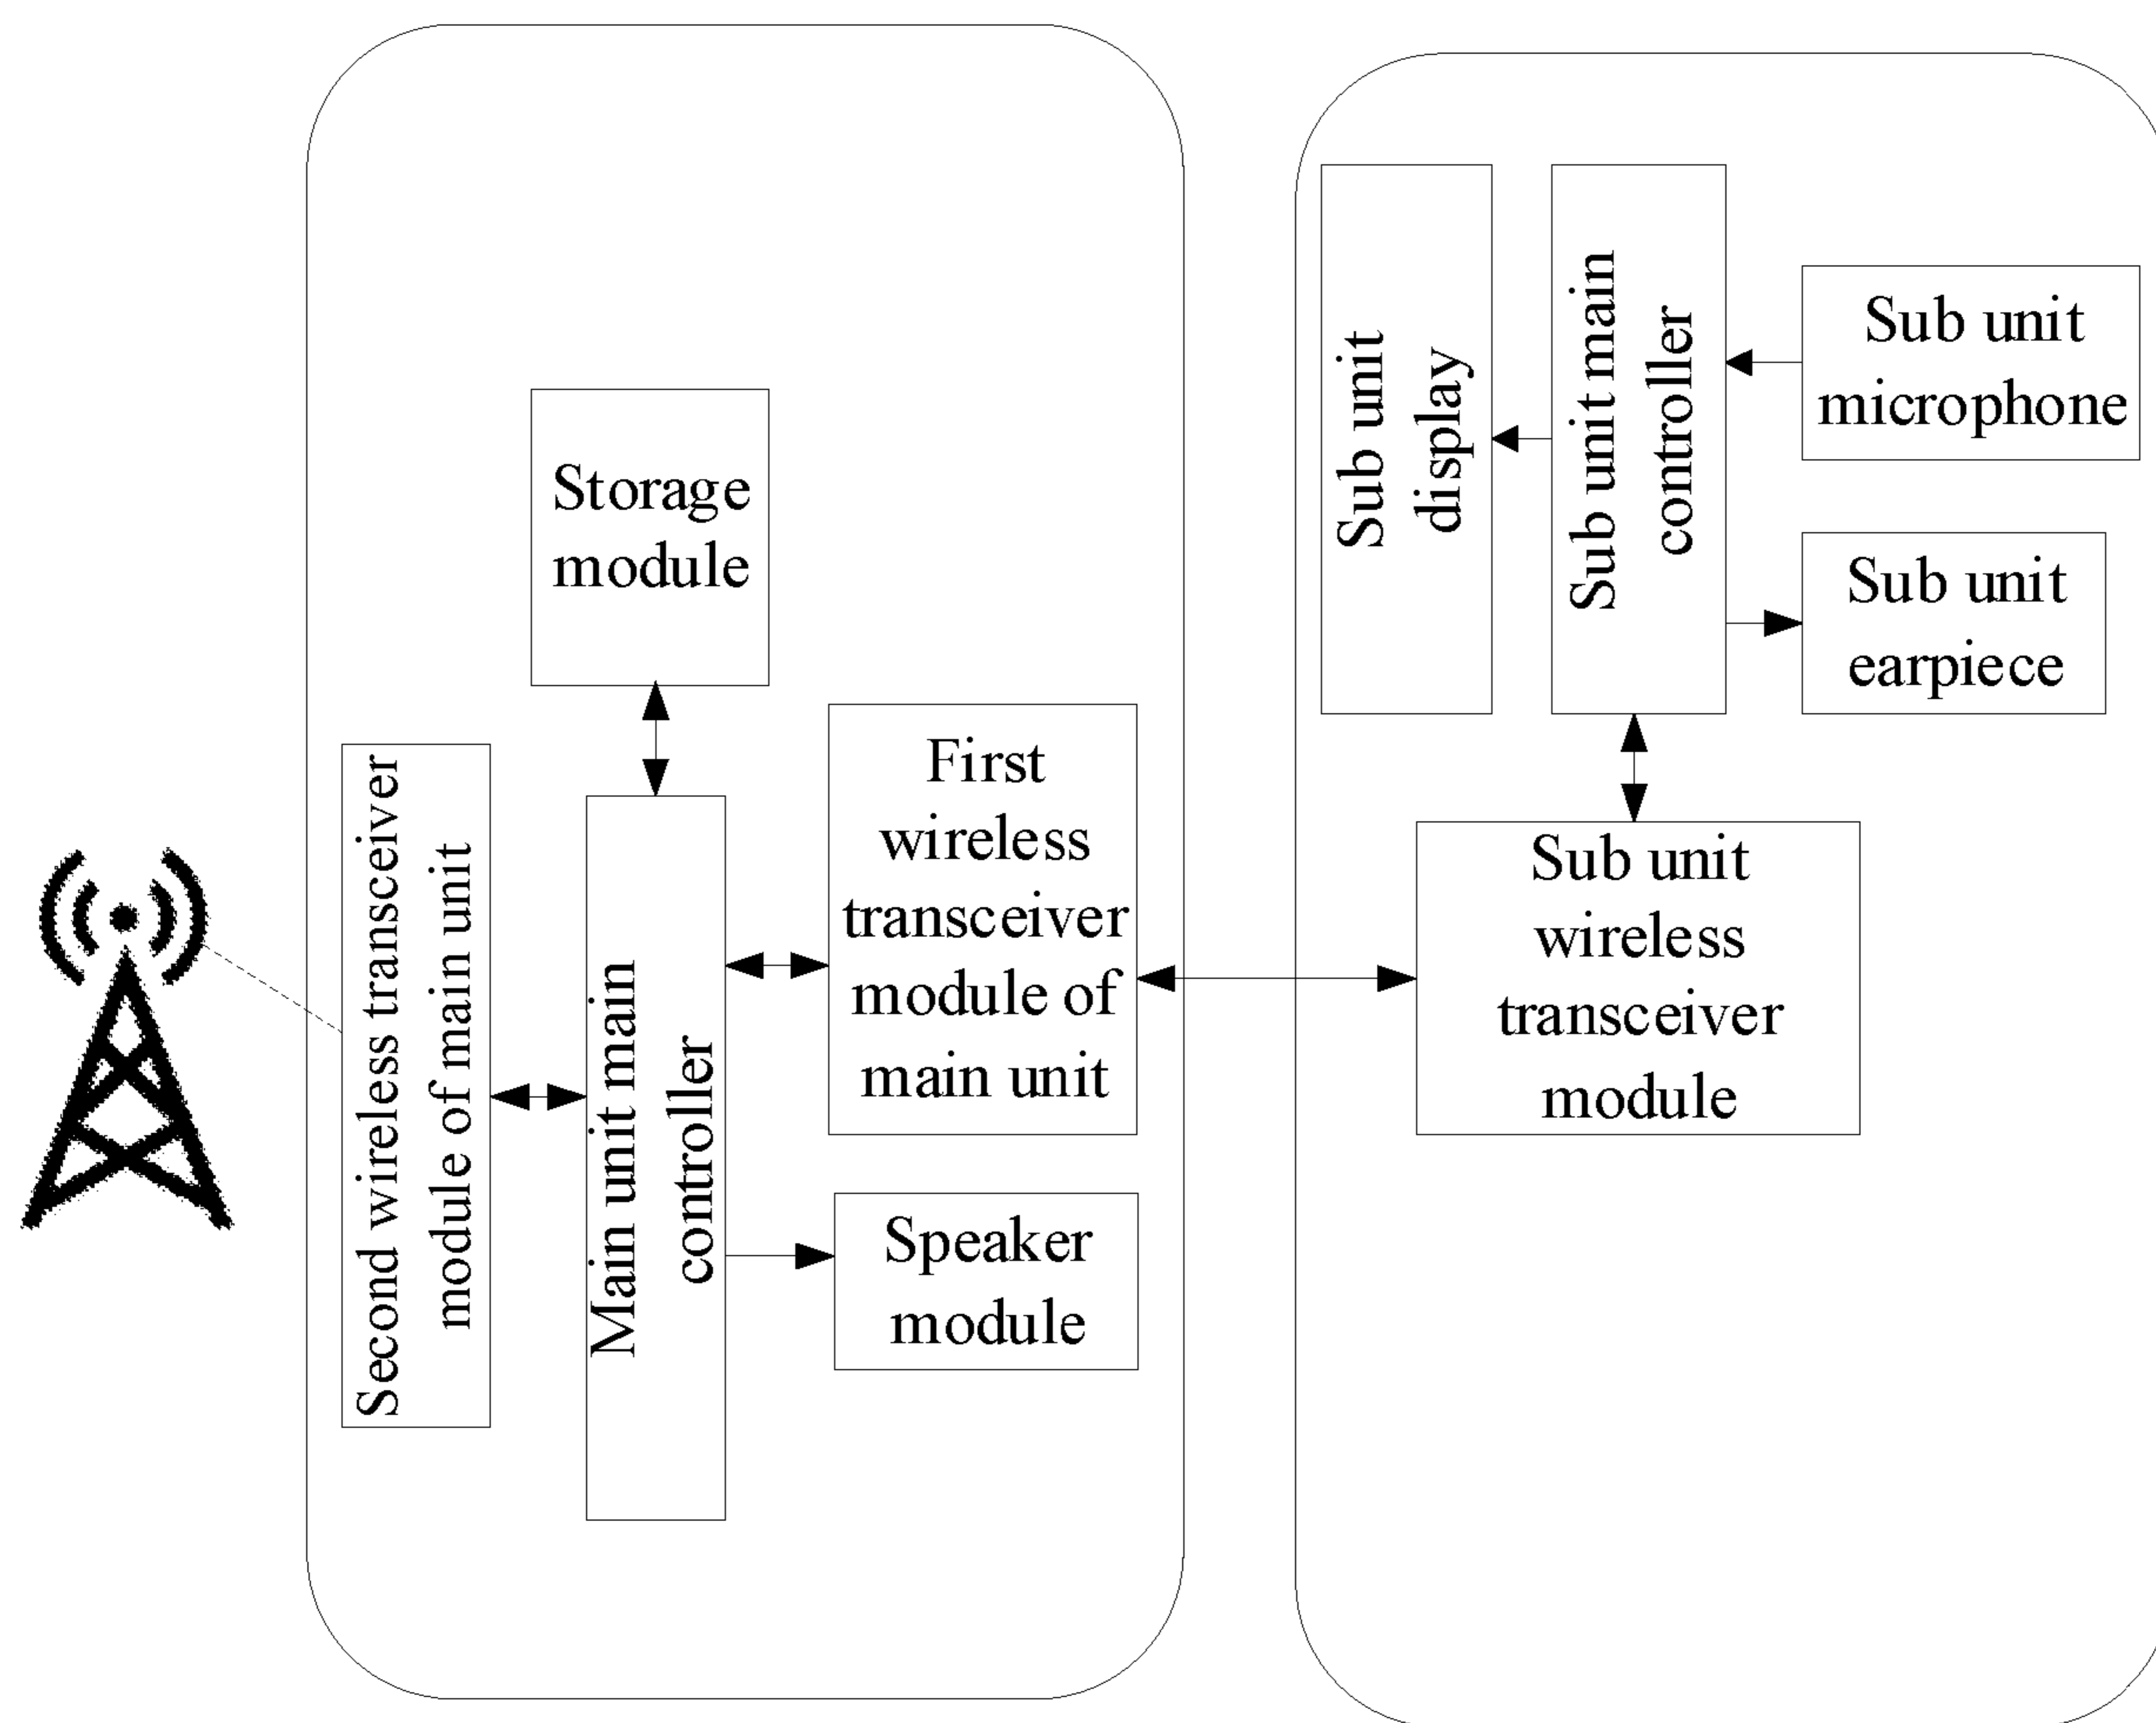 Storage
module
Second wireless transceiver
module of main unit
Main unit main
controller
First
wireless
transceiver
module of
main unit
Speaker
module
Sub unit
display
Sub unit main
controller
Sub unit
microphone
Sub unit
earpiece
Sub unit
wireless
transceiver
module